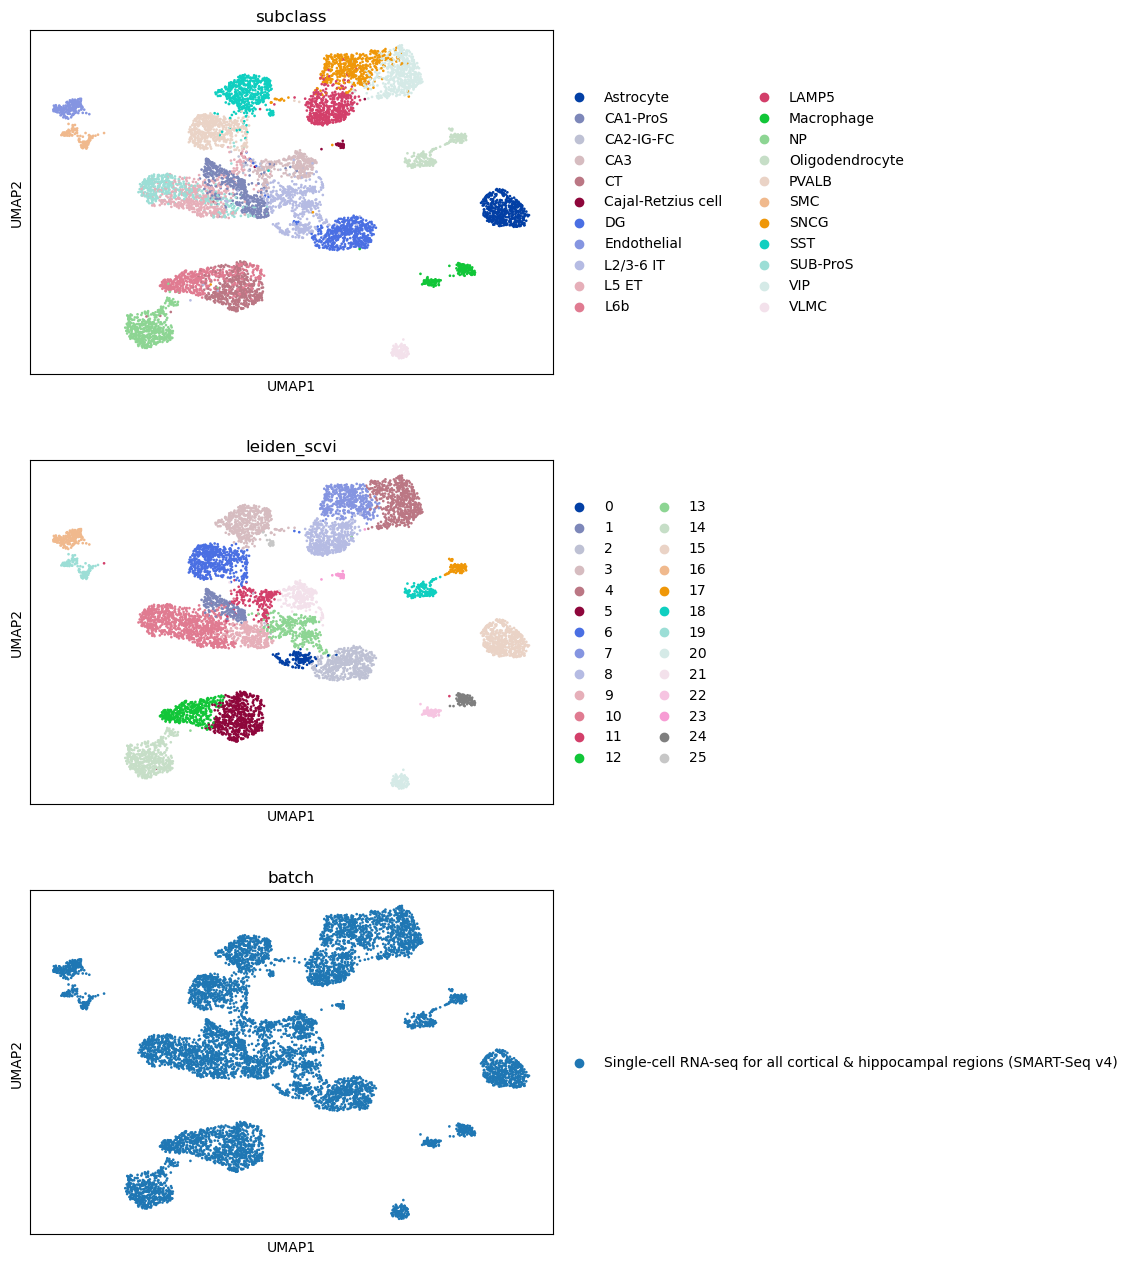 subclass
UMAP2
UMAP1
Astrocyte
CA1-ProS
CA2-IG-FC
CA3
CT
Cajal-Retzius cell
DG
Endothelial
L2/3-6 IT
L5 ET
L6b
LAMP5
Macrophage
NP
Oligodendrocyte
PVALB
SMC
SNCG
SST
SUB-ProS
VIP
VLMC
leiden_scvi
UMAP2
UMAP1
0
1
2
3
4
5
6
7
8
9
10
11
12
13
14
15
16
17
18
19
20
21
22
23
24
25
batch
UMAP2
UMAP1
Single-cell RNA-seq for all cortical & hippocampal regions (SMART-Seq v4)